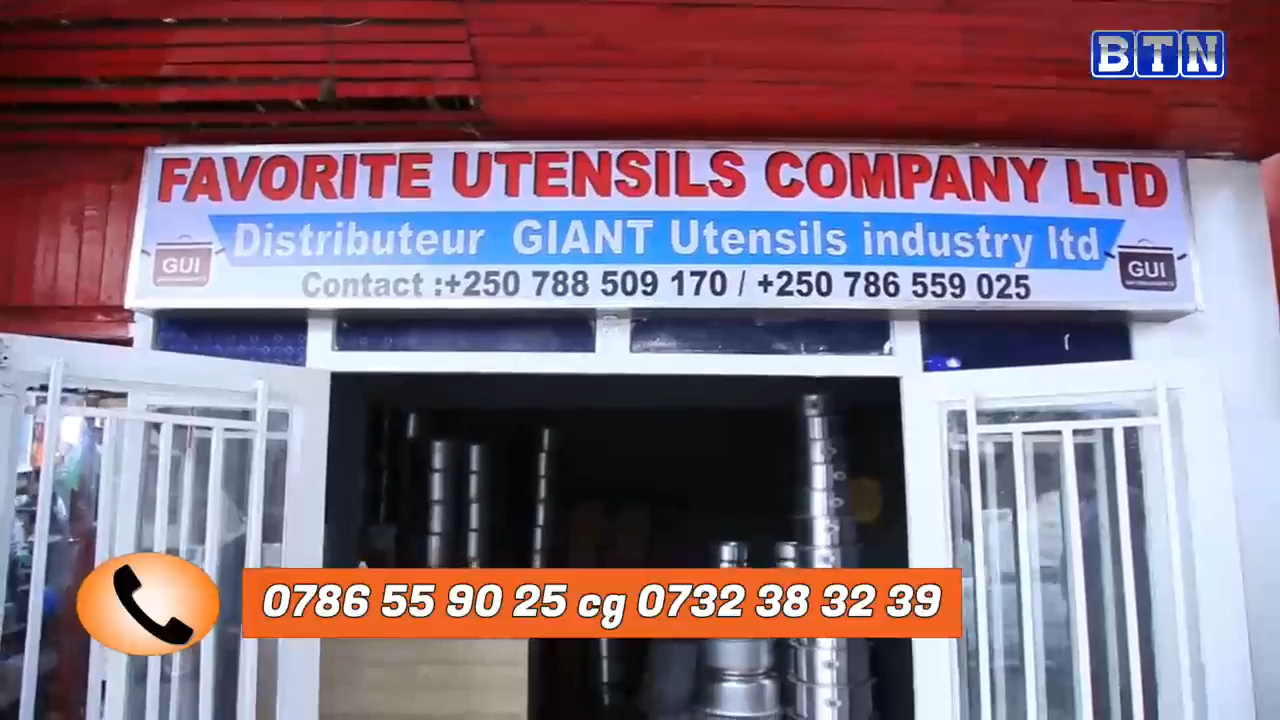 BTN
FAVORITE UTENSILS COMPANY LTD
Distributeur GIANT Utensils industry ltd
GUI
GUI
Contact :+250 788 509 170 / +250 786 559 025
0786 55 90 25 cg 0732 38 32 39